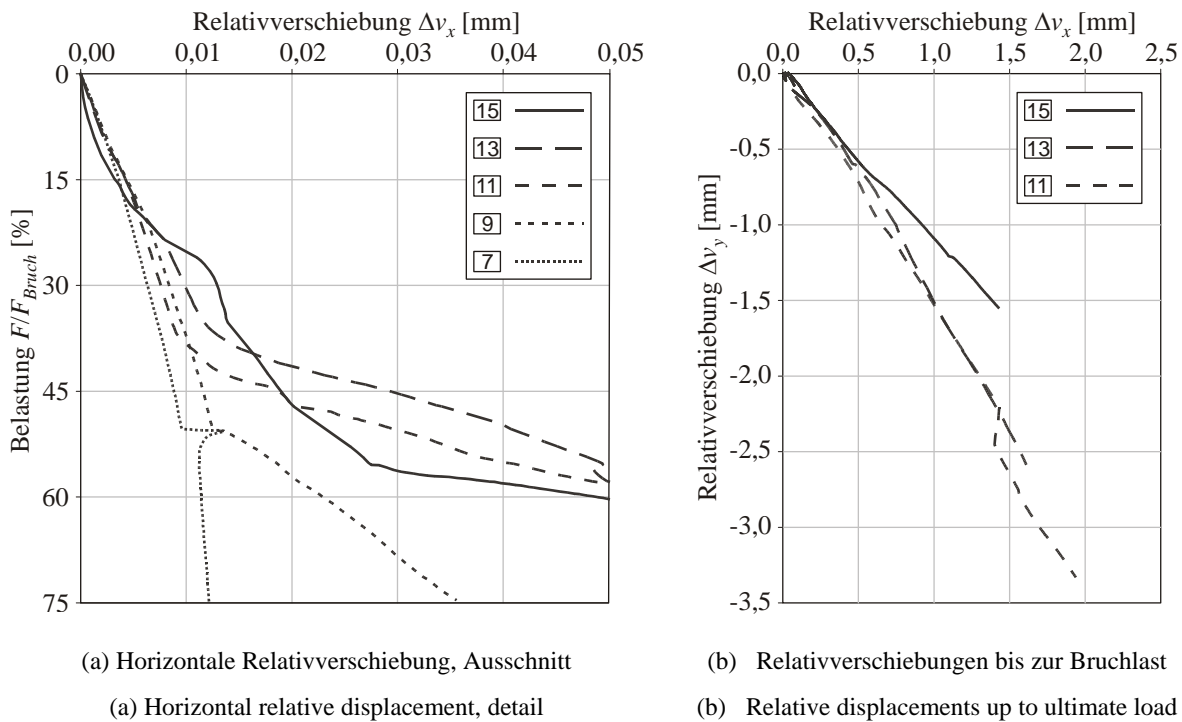 Relativverschiebung Δvₓ [mm]
0,00 0,01 0,02 0,03 0,04 0,05
0
15
30
45
60
75
Belastung F/F_Bruch [%]
15
13
11
9
7
(a) Horizontale Relativverschiebung, Ausschnitt
(a) Horizontal relative displacement, detail
Relativverschiebung Δvₓ [mm]
0,0 0,5 1,0 1,5 2,0 2,5
0,0
-0,5
-1,0
-1,5
-2,0
-2,5
-3,0
-3,5
Relativverschiebung Δv_y [mm]
15
13
11
(b) Relativverschiebungen bis zur Bruchlast
(b) Relative displacements up to ultimate load